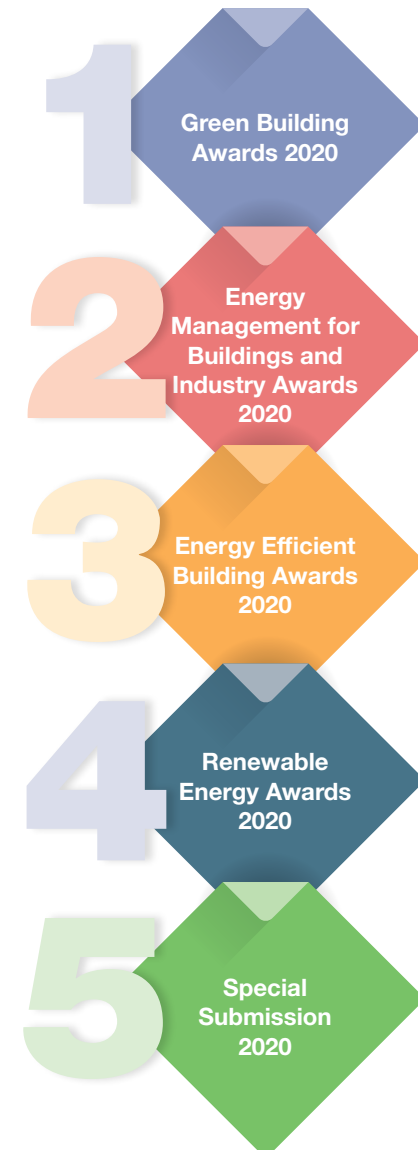 1
Green Building
Awards 2020
2
Energy
Management for
Buildings and
Industry Awards
2020
3
Energy Efficient
Building Awards
2020
4
Renewable
Energy Awards
2020
5
Special
Submission
2020